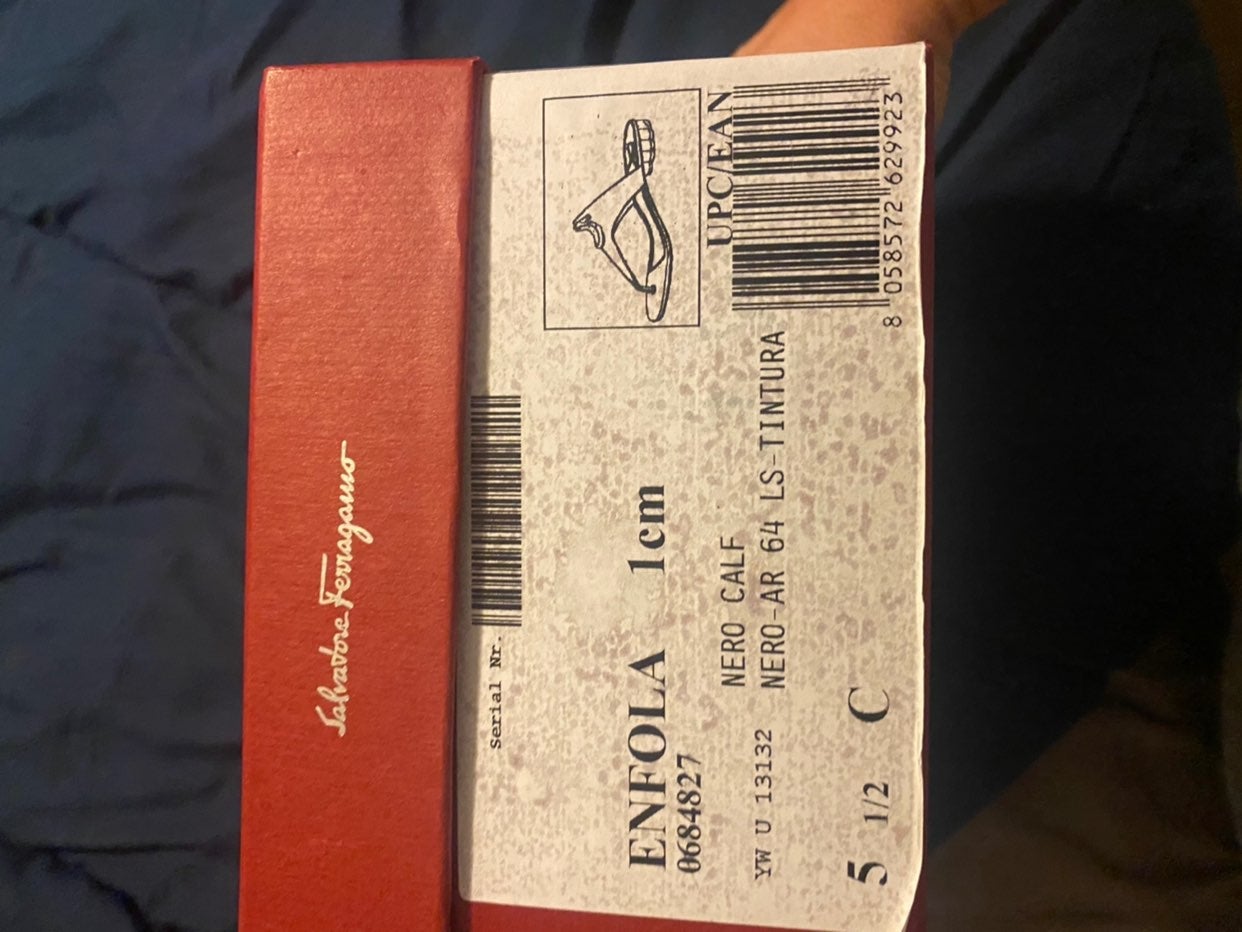 Salvatore Ferragamo
Serial Nr.
ENFOLA 1cm
0684827
NERO CALF
YW U 13132 NERO-AR 64 LS-TINTURA
5 1/2 C
UPC/EAN
8 058572 629923